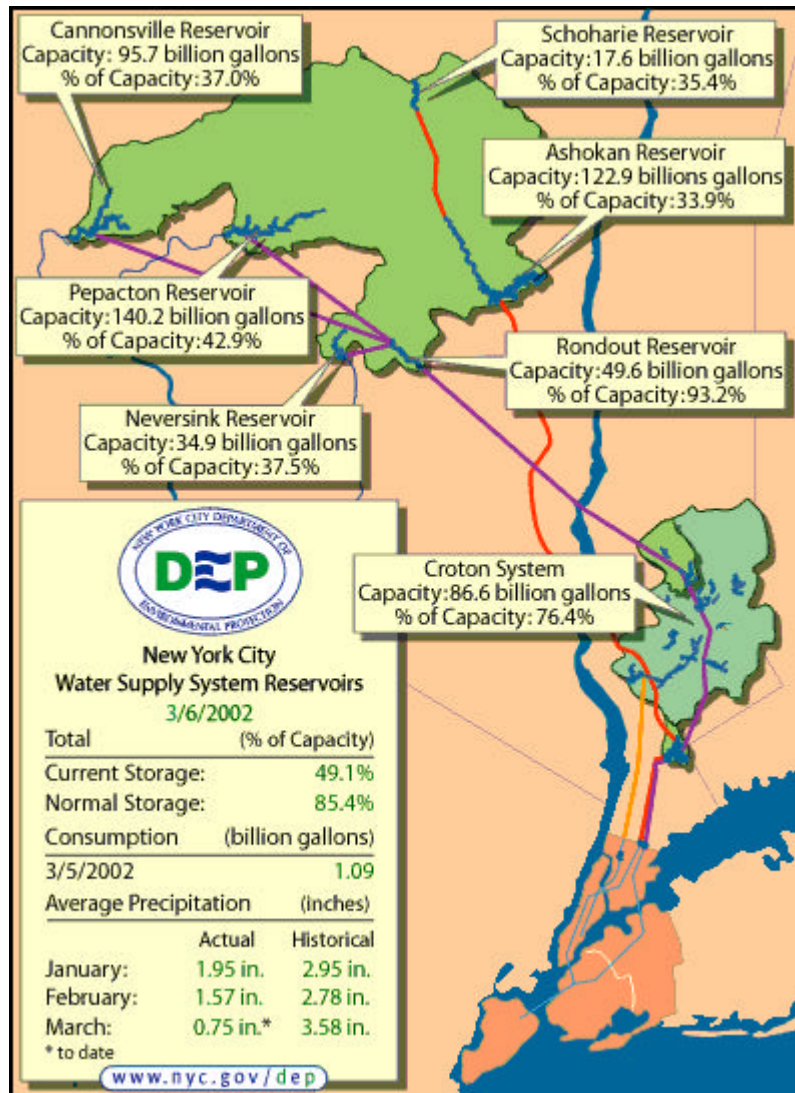 Cannonsville Reservoir
Capacity: 95.7 billion gallons
% of Capacity:37.0%
Schoharie Reservoir
Capacity:17.6 billion gallons
% of Capacity:35.4%
Ashokan Reservoir
Capacity:122.9 billions gallons
% of Capacity:33.9%
Pepacton Reservoir
Capacity:140.2 billion gallons
% of Capacity:42.9%
Rondout Reservoir
Capacity:49.6 billion gallons
% of Capacity:93.2%
Neversink Reservoir
Capacity:34.9 billion gallons
% of Capacity:37.5%
Croton System
Capacity:86.6 billion gallons
% of Capacity:76.4%
NEW YORK CITY DEPARTMENT OF
DEP
ENVIRONMENTAL PROTECTION
New York City
Water Supply System Reservoirs
3/6/2002
Total (% of Capacity)
Current Storage: 49.1%
Normal Storage: 85.4%
Consumption (billion gallons)
3/5/2002 1.09
Average Precipitation (inches)
Actual Historical
January: 1.95 in. 2.95 in.
February: 1.57 in. 2.78 in.
March: 0.75 in.* 3.58 in.
* to date
www.nyc.gov/dep